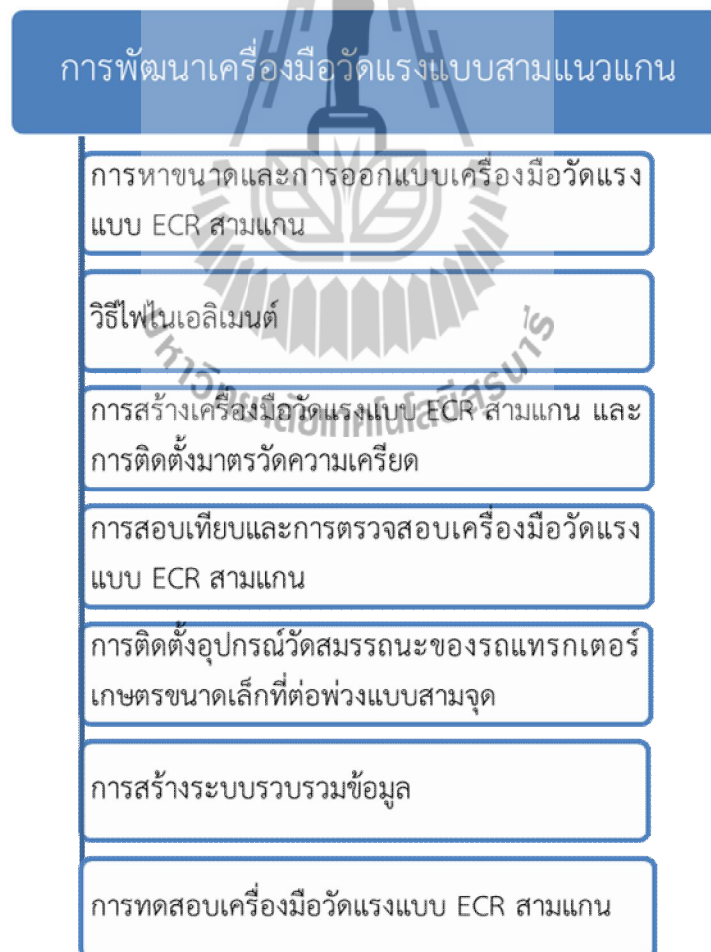 การพัฒนาเครื่องมือวัดแรงแบบสามแนวแกน
การหาขนาดและการออกแบบเครื่องมือวัดแรง
แบบ ECR สามแกน
วิธีไฟไนเอลิเมนต์
การสร้างเครื่องมือวัดแรงแบบ ECR สามแกน และ
การติดตั้งมาตรวัดความเครียด
การสอบเทียบและการตรวจสอบเครื่องมือวัดแรง
แบบ ECR สามแกน
การติดตั้งอุปกรณ์วัดสมรรถนะของรถแทรกเตอร์
เกษตรขนาดเล็กที่ต่อพ่วงแบบสามจุด
การสร้างระบบรวบรวมข้อมูล
การทดสอบเครื่องมือวัดแรงแบบ ECR สามแกน